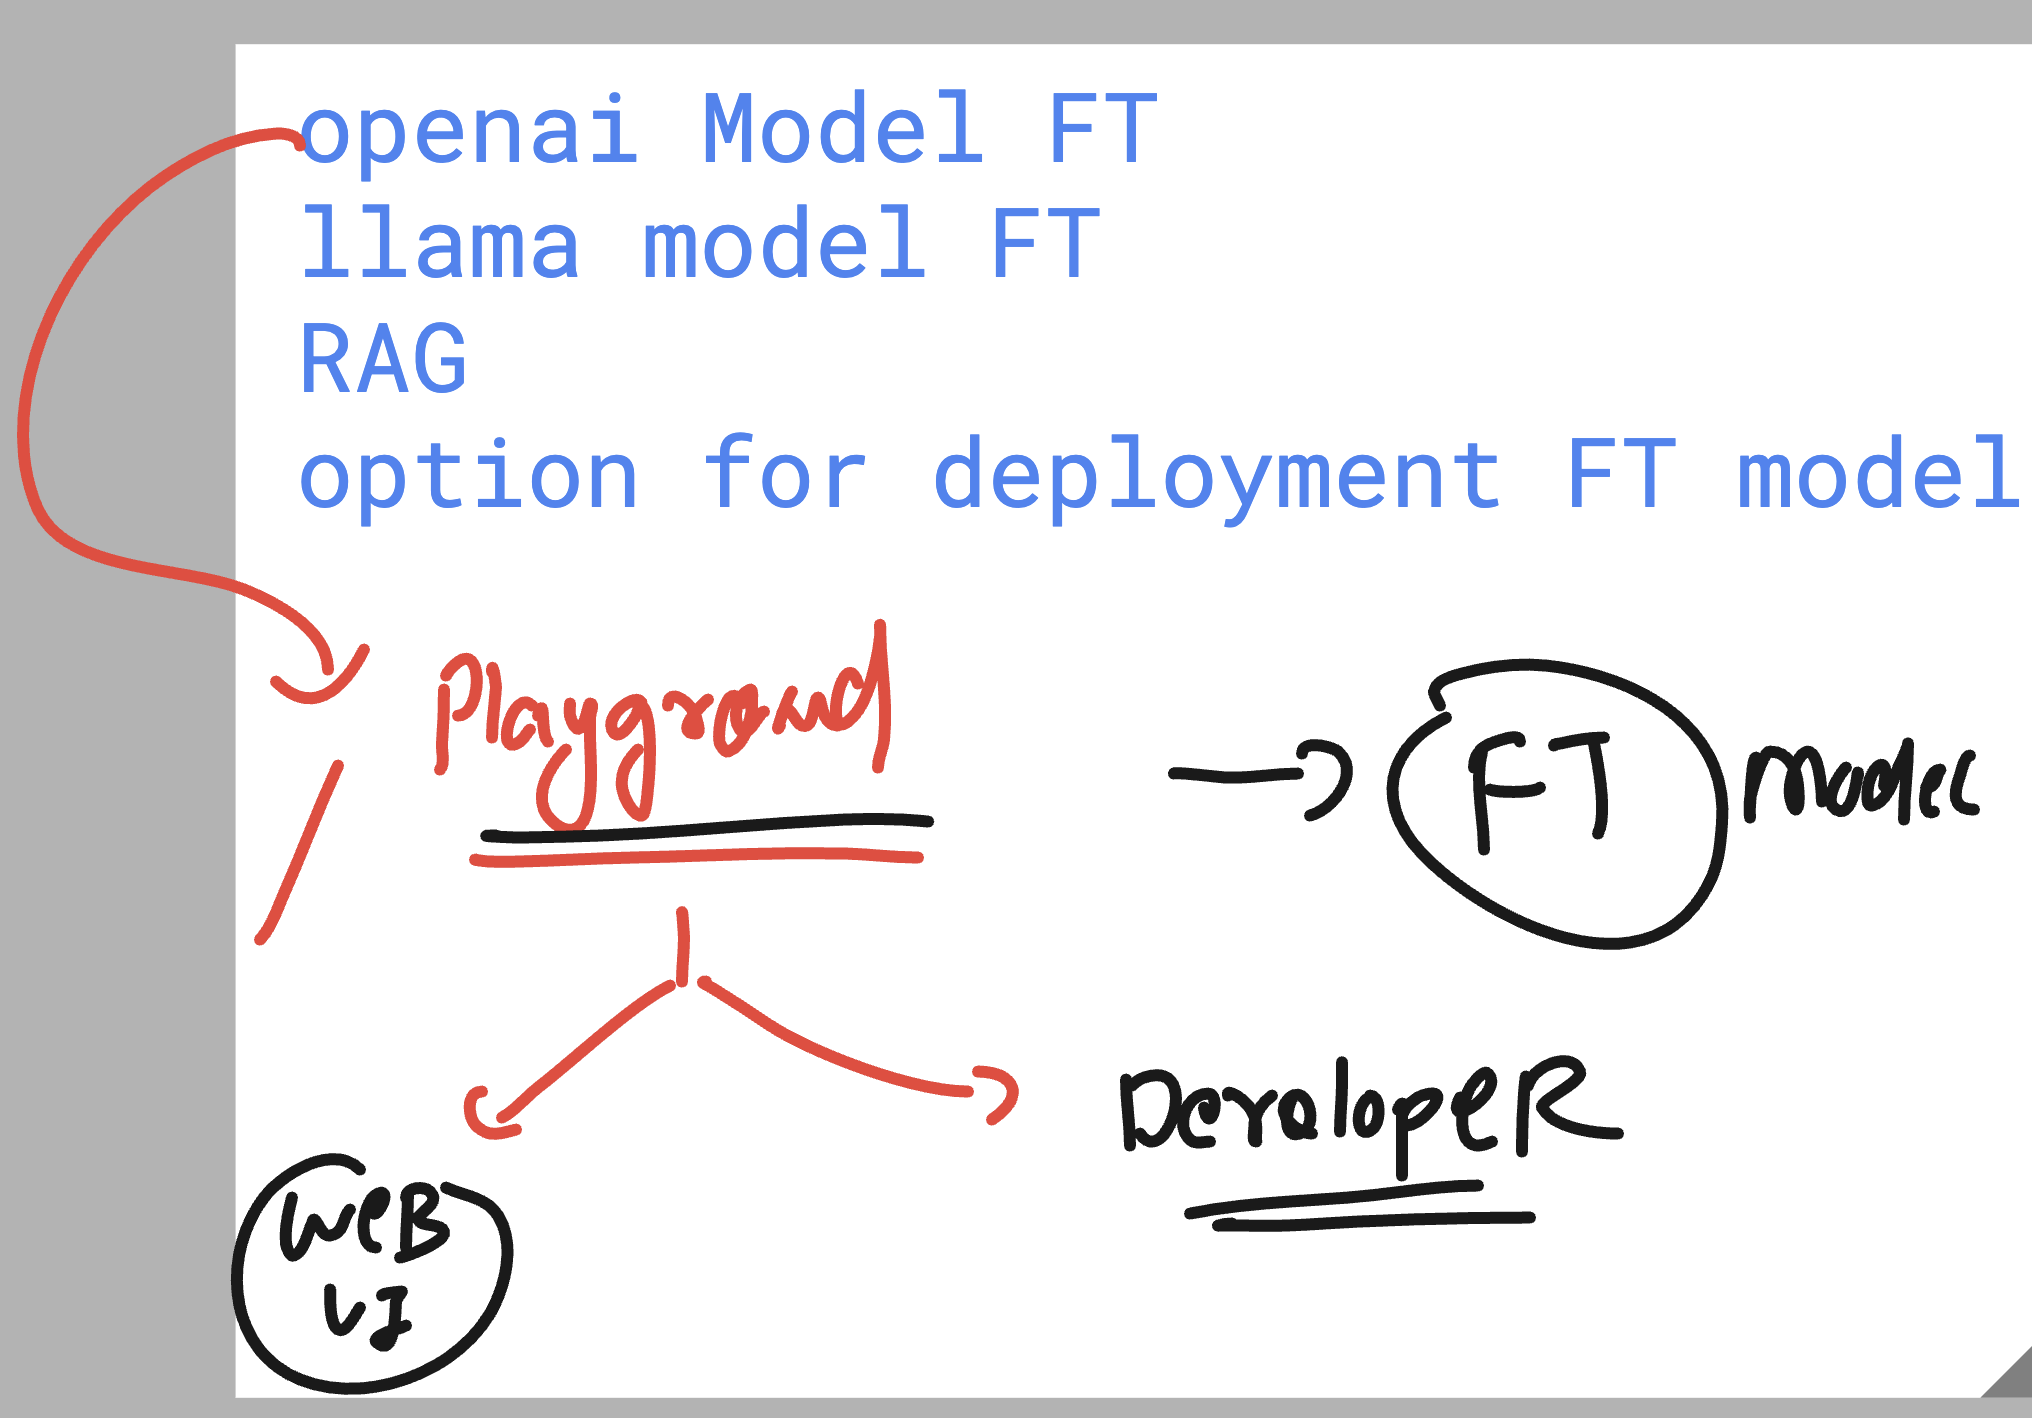 openai Model FT
llama model FT
RAG
option for deployment FT model
Playground
FT Model
DeveloPeR
WeB
UI